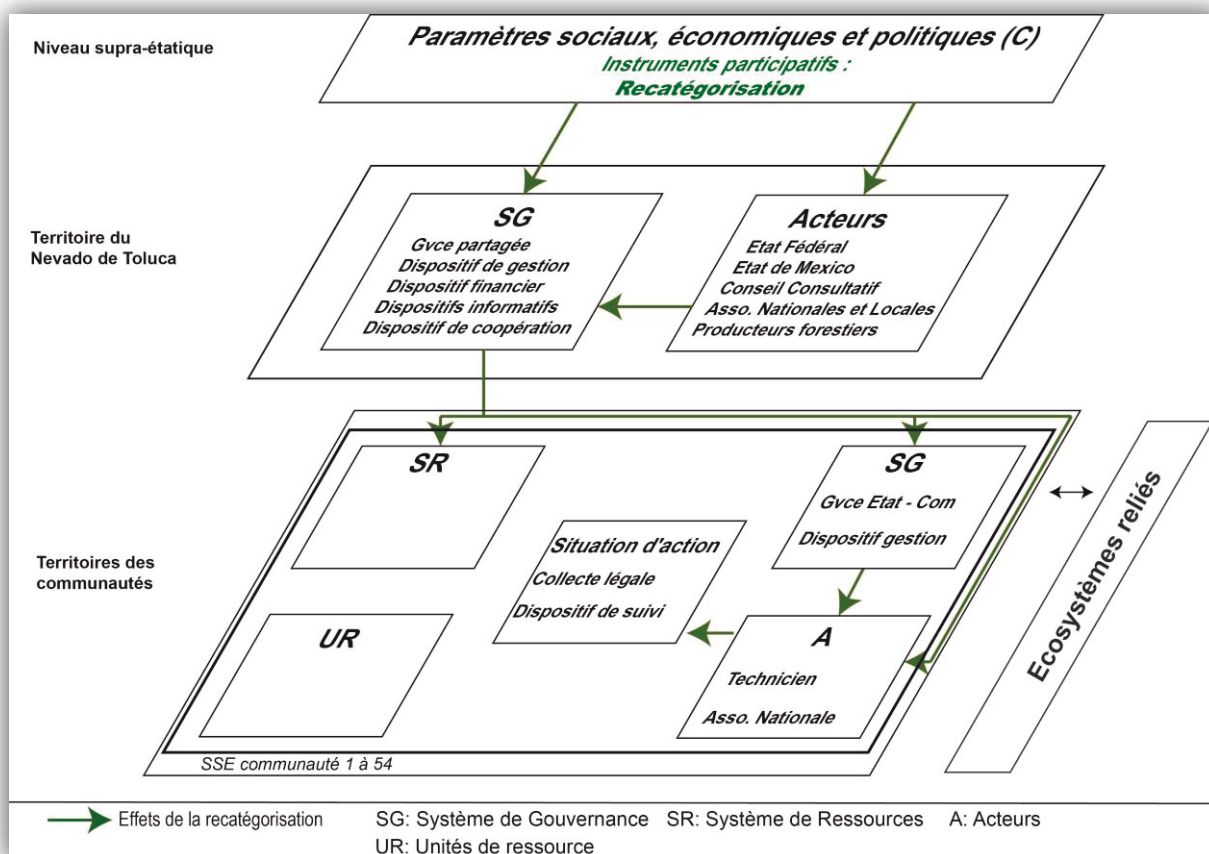 Niveau supra-étatique
Paramètres sociaux, économiques et politiques (C)
Instruments participatifs :
Recatégorisation
Territoire du
Nevado de Toluca
SG
Gvce partagée
Dispositif de gestion
Dispositif financier
Dispositifs informatifs
Dispositif de coopération
Acteurs
Etat Fédéral
Etat de Mexico
Conseil Consultatif
Asso. Nationales et Locales
Producteurs forestiers
Territoires des
communautés
SR
SG
Gvce Etat - Com
Dispositif gestion
Situation d'action
Collecte légale
Dispositif de suivi
UR
A
Technicien
Asso. Nationale
SSE communauté 1 à 54
Ecosystèmes reliés
Effets de la recatégorisation
SG: Système de Gouvernance
SR: Système de Ressources
A: Acteurs
UR: Unités de ressource